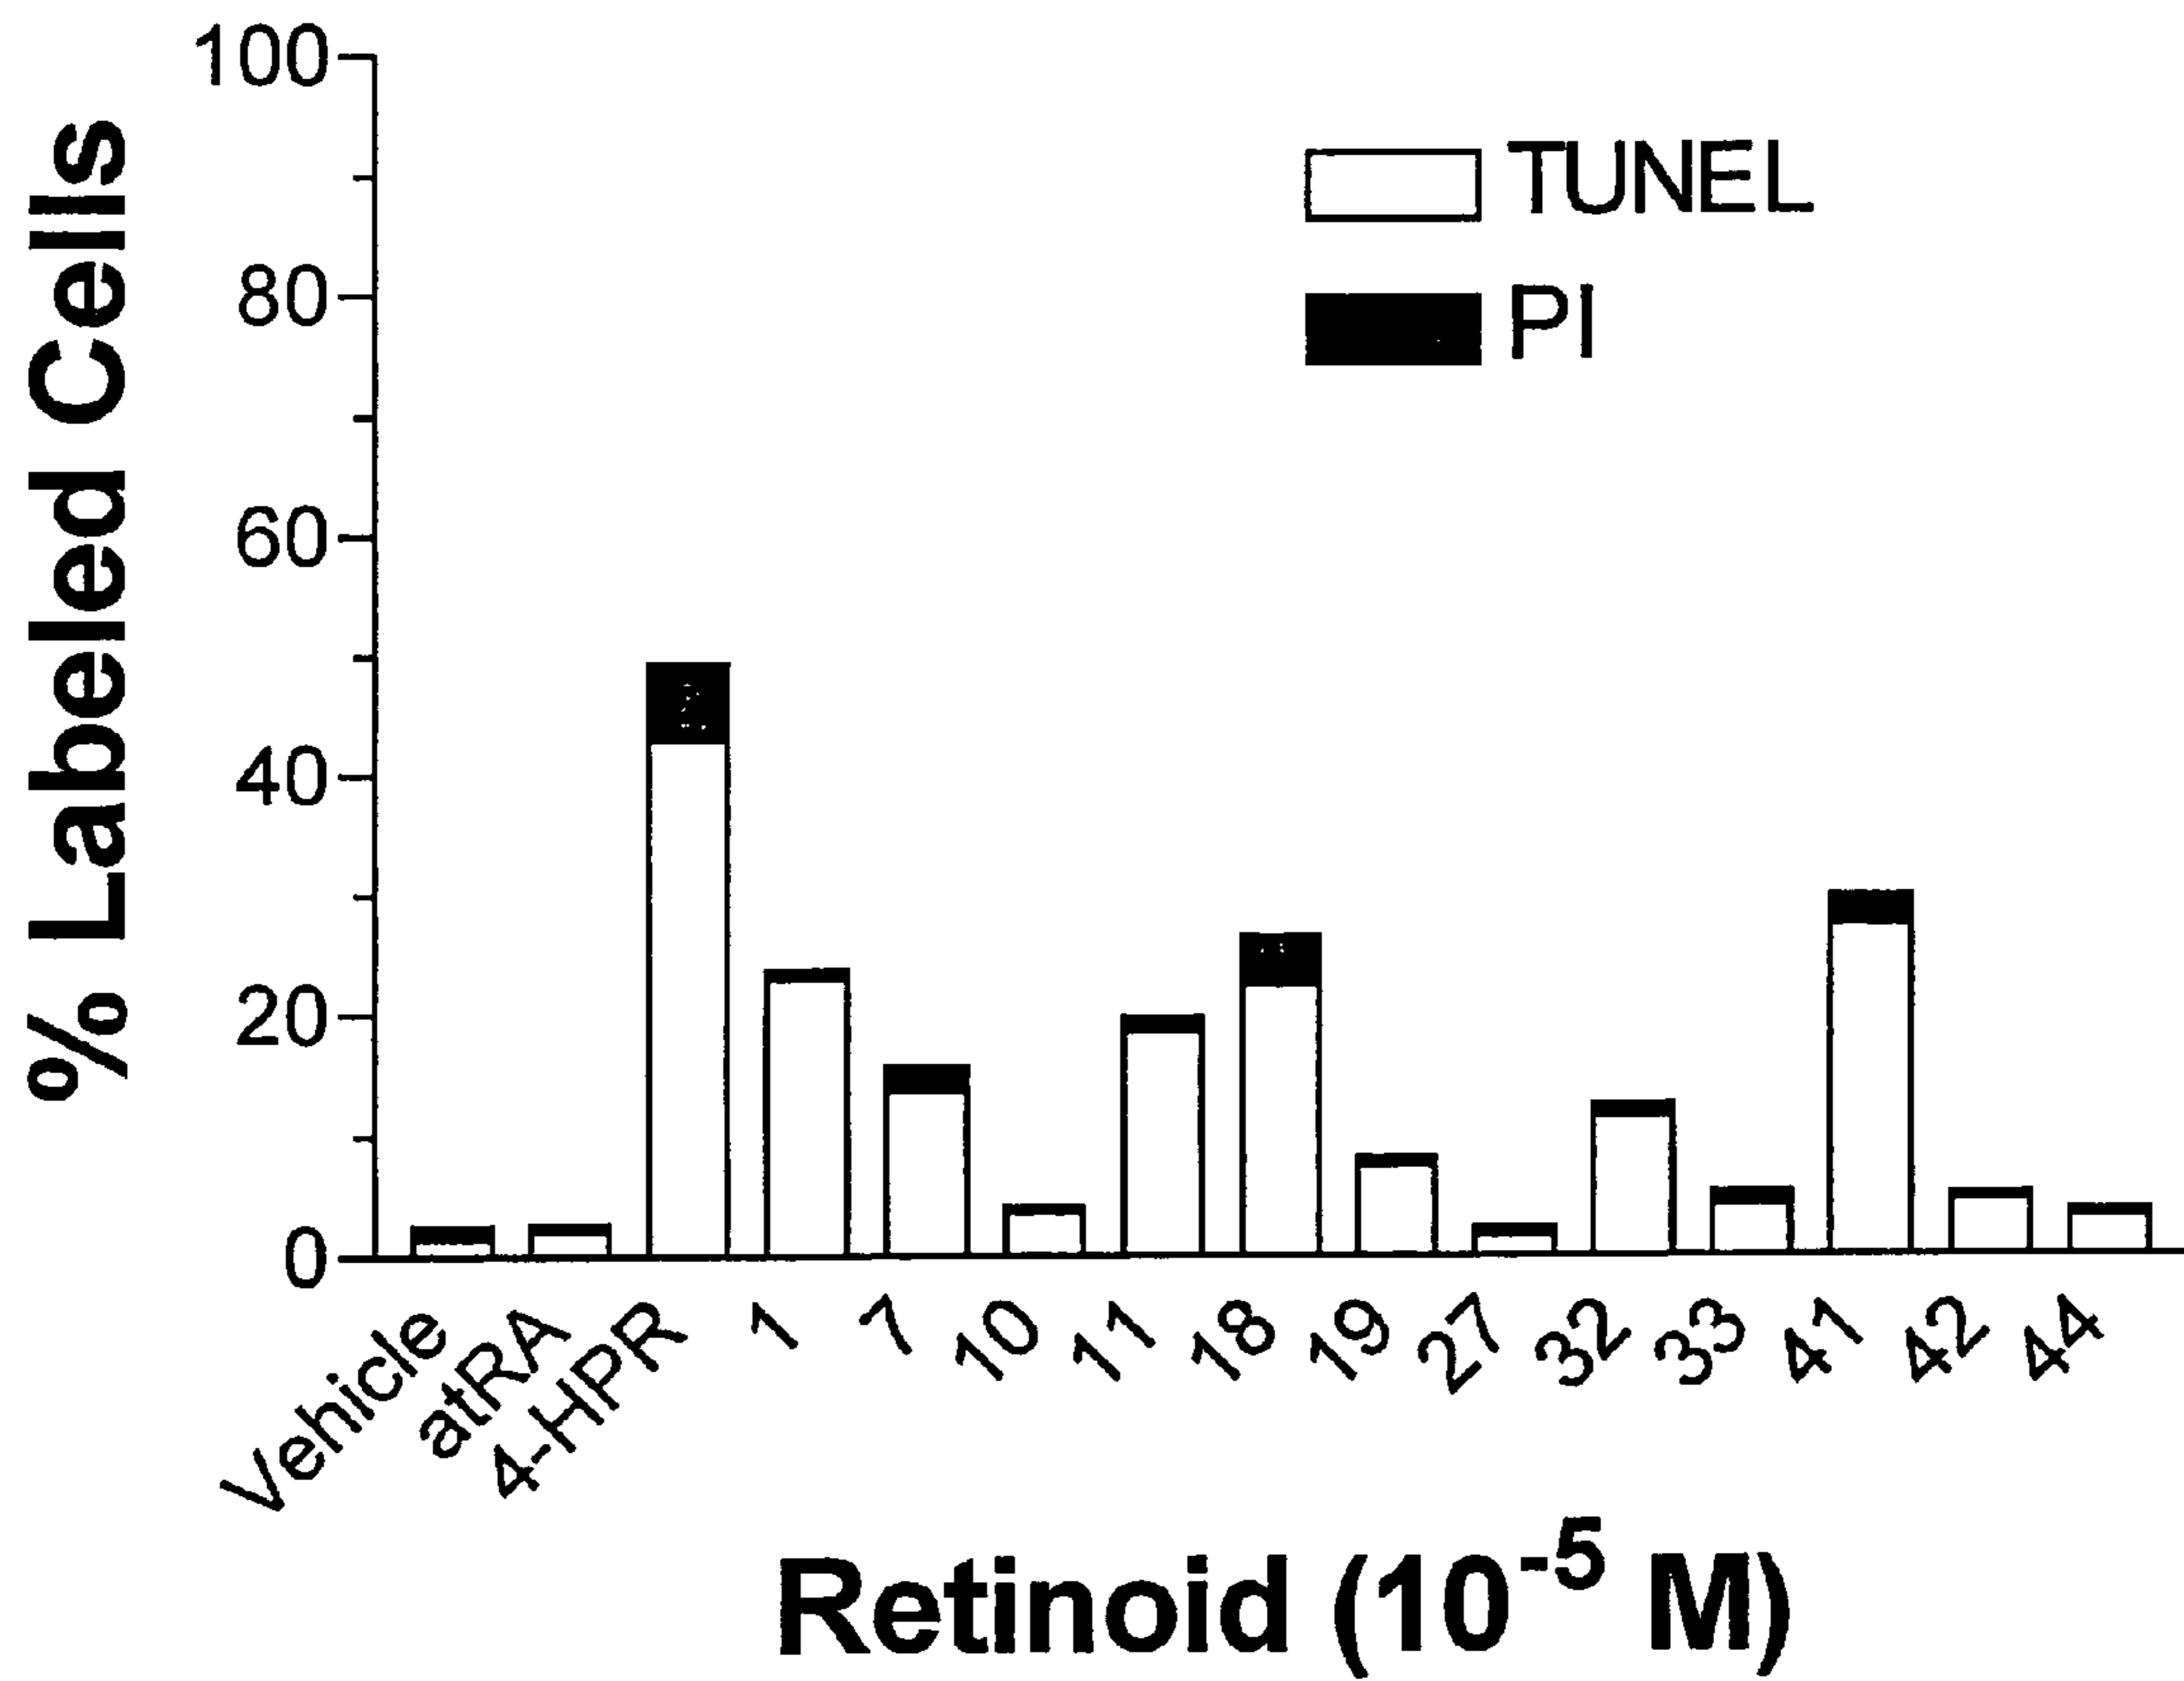 % Labeled Cells
100
80
60
40
20
0
TUNEL
PI
Vehicle
atRA
4-HPR
1
7
10
11
18
19
27
32
33
41
42
44
Retinoid (10⁻⁵ M)